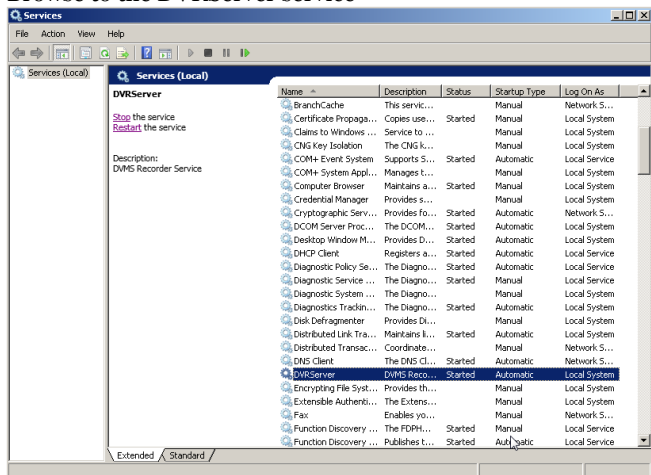 Browse to the DVRServer service
Services
File Action View Help
Services (Local)
Services (Local)
DVRServer
Stop the service
Restart the service
Description:
DVMS Recorder Service
Name Description Status Startup Type Log On As
BranchCache This servic... Manual Network S...
Certificate Propaga... Copies use... Started Manual Local System
Claims to Windows ... Service to ... Manual Local System
CNG Key Isolation The CNG k... Manual Local System
COM+ Event System Supports S... Started Automatic Local Service
COM+ System Appl... Manages t... Manual Local System
Computer Browser Maintains a... Started Manual Local System
Credential Manager Provides s... Manual Local System
Cryptographic Serv... Provides fo... Started Automatic Network S...
DCOM Server Proc... The DCOM... Started Automatic Local System
Desktop Window M... Provides D... Started Automatic Local System
DHCP Client Registers a... Started Automatic Local Service
Diagnostic Policy Se... The Diagno... Started Automatic Local Service
Diagnostic Service ... The Diagno... Started Manual Local Service
Diagnostic System ... The Diagno... Manual Local System
Diagnostics Trackin... The Diagno... Started Automatic Local System
Disk Defragmenter Provides Di... Manual Local System
Distributed Link Tra... Maintains li... Started Automatic Local System
Distributed Transac... Coordinate... Manual Network S...
DNS Client The DNS Cl... Started Automatic Network S...
DVRServer DVMS Reco... Started Automatic Local System
Encrypting File Syst... Provides th... Manual Local System
Extensible Authenti... The Extens... Manual Local System
Fax Enables yo... Manual Network S...
Function Discovery ... The FDPH... Started Manual Local Service
Function Discovery ... Publishes t... Started Automatic Local Service
Extended Standard